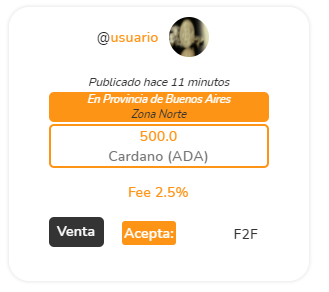 @usuario
Publicado hace 11 minutos
En Provincia de Buenos Aires
Zona Norte
500.0
Cardano (ADA)
Fee 2.5%
Venta Acepta: F2F